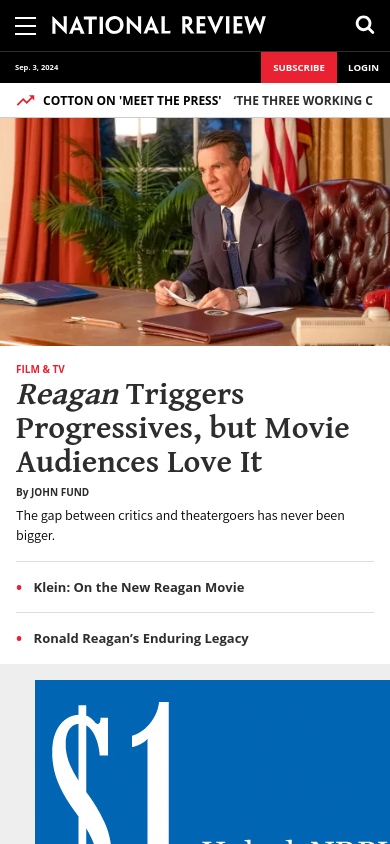 NATIONAL REVIEW
Sep. 3, 2024
SUBSCRIBE
LOGIN
COTTON ON 'MEET THE PRESS' ‘THE THREE WORKING C
FILM & TV
Reagan Triggers
Progressives, but Movie
Audiences Love It
By JOHN FUND
The gap between critics and theatergoers has never been
bigger.
Klein: On the New Reagan Movie
Ronald Reagan’s Enduring Legacy
$1